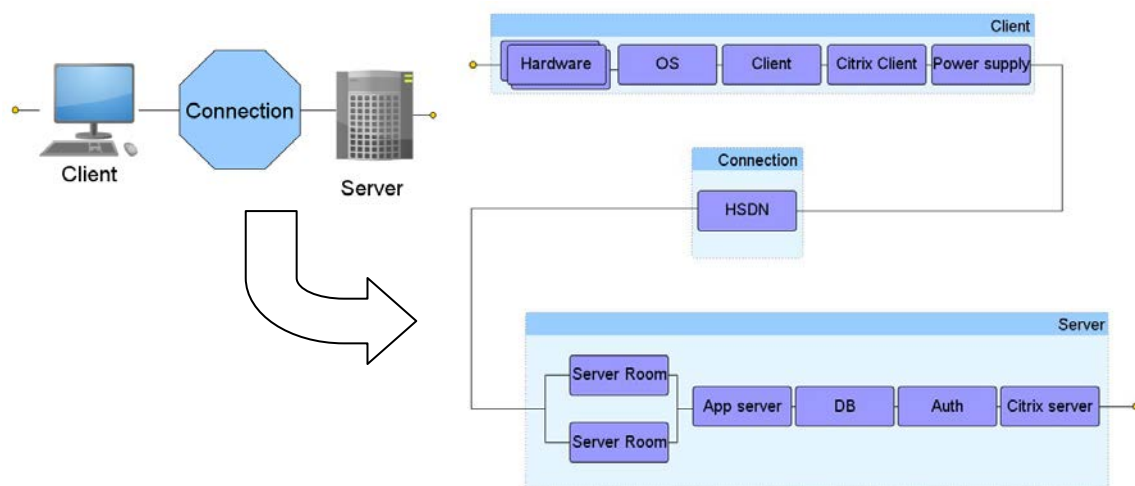 Client
Connection
Server
Client
Hardware
OS
Client
Citrix Client
Power supply
Connection
HSDN
Server
Server Room
Server Room
App server
DB
Auth
Citrix server